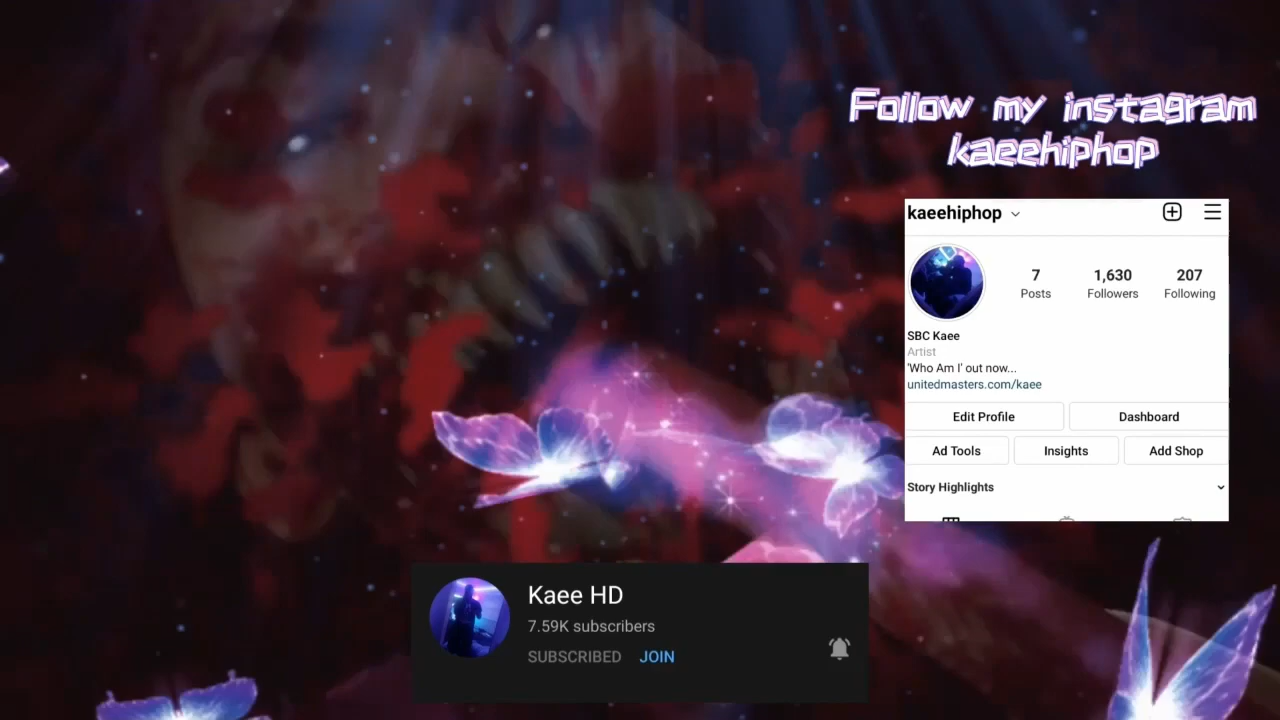 Follow my instagram
kaeehiphop
kaeehiphop
7 1,630 207
Posts Followers Following
SBC Kaee
Artist
'Who Am I' out now...
unitedmasters.com/kaee
Edit Profile Dashboard
Ad Tools Insights Add Shop
Story Highlights
Kaee HD
7.59K subscribers
SUBSCRIBED JOIN